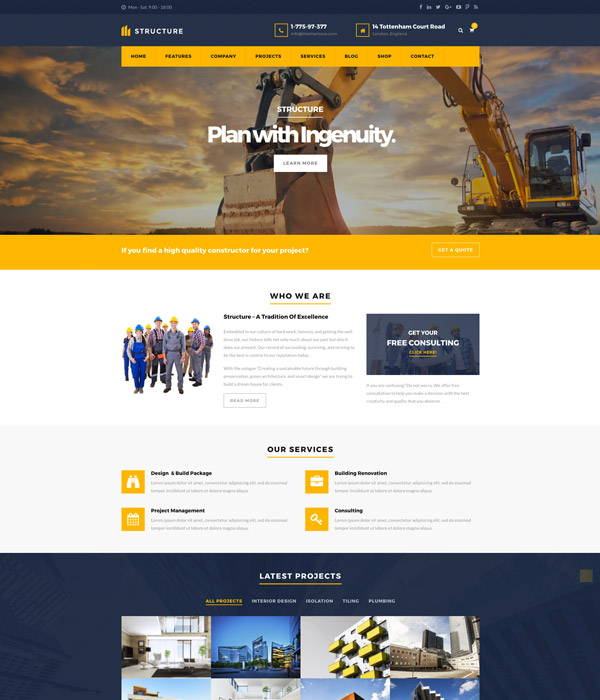 Mon - Sat: 9:00 - 18:00
STRUCTURE
1-775-97-377
info@themenove.com
14 Tottenham Court Road
London, England
HOME FEATURES COMPANY PROJECTS SERVICES BLOG SHOP CONTACT
STRUCTURE
Plan with Ingenuity.
LEARN MORE
If you find a high quality constructor for your project?
GET A QUOTE
WHO WE ARE
Structure – A Tradition Of Excellence
Embedded in our culture of hard work, honesty, and getting the well
done job, our history tells not only much about our past but also it
does our present. Our record of succeeding, surviving, and striving to
be the best is central to our reputation today.
With the slogan "Creating a sustainable future through building
preservation, green architecture, and smart design" we are trying to
build a dream house for clients.
READ MORE
GET YOUR
FREE CONSULTING
CLICK HERE!
If you are confusing? Do not worry. We offer free
consultation to help you make a decision with the best
creativity and quality that you deserve.
OUR SERVICES
Design & Build Package
Lorem ipsum dolor sit amet, consectetur adipiscing elit, sed do eiusmod
tempor incididunt ut labore et dolore magna aliqua
Building Renovation
Lorem ipsum dolor sit amet, consectetur adipiscing elit, sed do eiusmod
tempor incididunt ut labore et dolore magna aliqua
Project Management
Lorem ipsum dolor sit amet, consectetur adipiscing elit, sed do eiusmod
tempor incididunt ut labore et dolore magna aliqua
Consulting
Lorem ipsum dolor sit amet, consectetur adipiscing elit, sed do eiusmod
tempor incididunt ut labore et dolore magna aliqua
LATEST PROJECTS
ALL PROJECTS INTERIOR DESIGN ISOLATION TILING PLUMBING